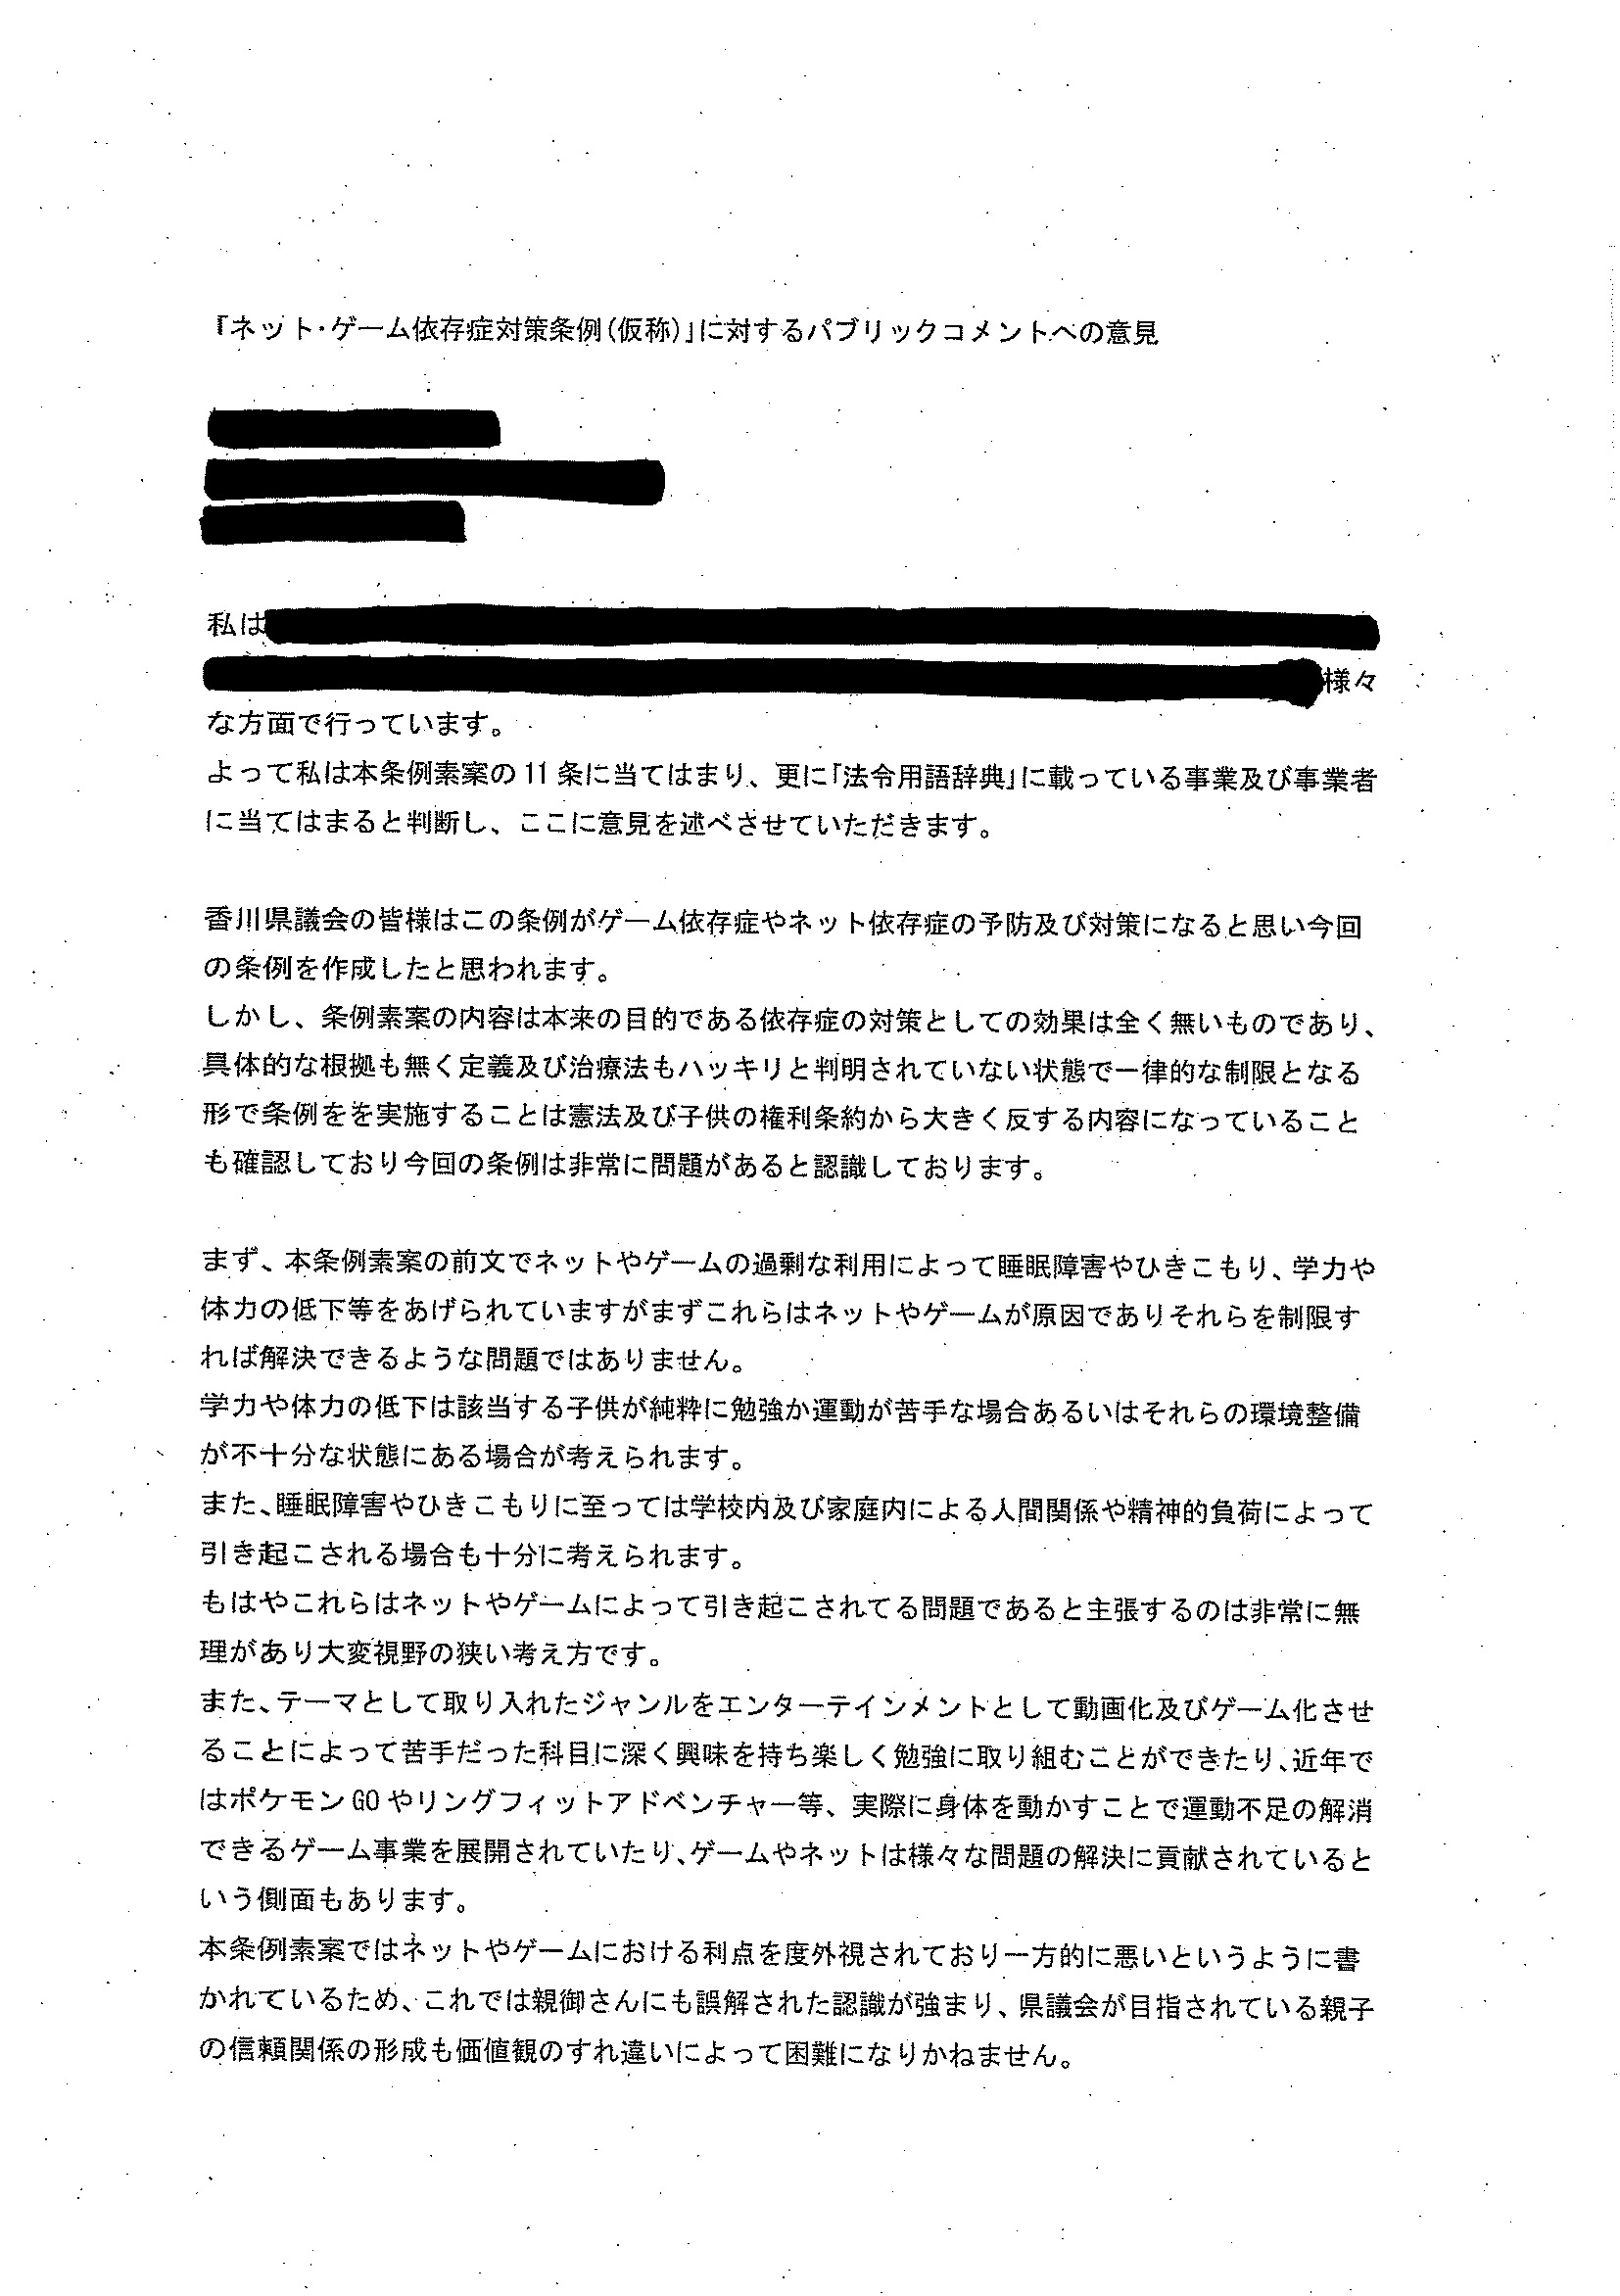 「ネット・ゲーム依存症対策条例(仮称)」に対するパブリックコメントへの意見
私は
様々
な方面で行っています。
よって私は本条例素案の 11 条に当てはまり、更に「法令用語辞典」に載っている事業及び事業者
に当てはまると判断し、ここに意見を述べさせていただきます。
香川県議会の皆様はこの条例がゲーム依存症やネット依存症の予防及び対策になると思い今回
の条例を作成したと思われます。
しかし、条例素案の内容は本来の目的である依存症の対策としての効果は全く無いものであり、
具体的な根拠も無く定義及び治療法もハッキリと判明されていない状態で一律的な制限となる
形で条例をを実施することは憲法及び子供の権利条約から大きく反する内容になっていること
も確認しており今回の条例は非常に問題があると認識しております。
まず、本条例素案の前文でネットやゲームの過剰な利用によって睡眠障害やひきこもり、学力や
体力の低下等をあげられていますがまずこれらはネットやゲームが原因でありそれらを制限す
れば解決できるような問題ではありません。
学力や体力の低下は該当する子供が純粋に勉強か運動が苦手な場合あるいはそれらの環境整備
が不十分な状態にある場合が考えられます。
また、睡眠障害やひきこもりに至っては学校内及び家庭内による人間関係や精神的負荷によって
引き起こされる場合も十分に考えられます。
もはやこれらはネットやゲームによって引き起こされてる問題であると主張するのは非常に無
理があり大変視野の狭い考え方です。
また、テーマとして取り入れたジャンルをエンターテインメントとして動画化及びゲーム化させ
ることによって苦手だった科目に深く興味を持ち楽しく勉強に取り組むことができたり、近年で
はポケモン GO やリングフィットアドベンチャー等、実際に身体を動かすことで運動不足の解消
できるゲーム事業を展開されていたり、ゲームやネットは様々な問題の解決に貢献されていると
いう側面もあります。
本条例素案ではネットやゲームにおける利点を度外視されており一方的に悪いというように書
かれているため、これでは親御さんにも誤解された認識が強まり、県議会が目指されている親子
の信頼関係の形成も価値観のすれ違いによって困難になりかねません。